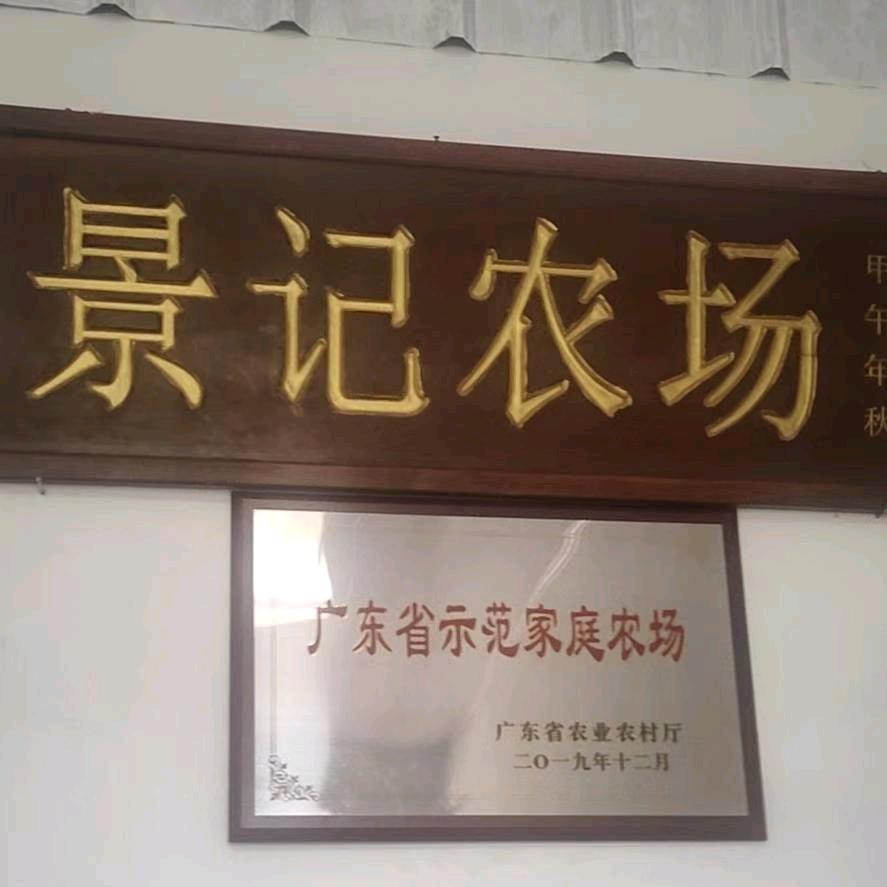 景记农场
甲午年秋
广东省示范家庭农场
广东省农业农村厅
二〇一九年十二月